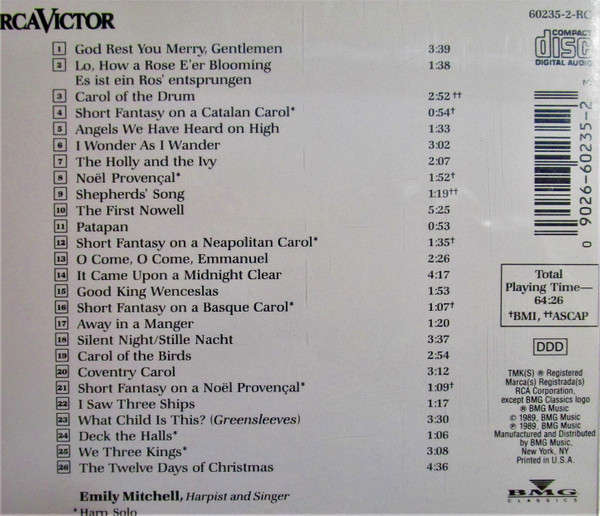 RCA VICTOR
60235-2-RC
COMPACT
disc
DIGITAL AUDIO
1 God Rest You Merry, Gentlemen 3:39
2 Lo, How a Rose E'er Blooming 1:38
Es ist ein Ros' entsprungen
3 Carol of the Drum 2:52 ††
4 Short Fantasy on a Catalan Carol* 0:54†
5 Angels We Have Heard on High 1:33
6 I Wonder As I Wander 3:02
7 The Holly and the Ivy 2:07
8 Noël Provençal* 1:52†
9 Shepherds' Song 1:19††
10 The First Nowell 5:25
11 Patapan 0:53
12 Short Fantasy on a Neapolitan Carol* 1:35†
13 O Come, O Come, Emmanuel 2:26
14 It Came Upon a Midnight Clear 4:17
15 Good King Wenceslas 1:53
16 Short Fantasy on a Basque Carol* 1:07†
17 Away in a Manger 1:20
18 Silent Night/Stille Nacht 3:37
19 Carol of the Birds 2:54
20 Coventry Carol 3:12
21 Short Fantasy on a Noël Provençal* 1:09†
22 I Saw Three Ships 1:17
23 What Child Is This? (Greensleeves) 3:30
24 Deck the Halls* 1:06
25 We Three Kings* 3:08
26 The Twelve Days of Christmas 4:36
Emily Mitchell, Harpist and Singer
*Harp Solo
0 9026-60235-2
Total
Playing Time—
64:26
†BMI, ††ASCAP
DDD
TMK(S) ® Registered
Marca(s) Registrada(s)
RCA Corporation,
except BMG Classics logo
® BMG Music
© 1989, BMG Music
℗ 1989, BMG Music
Manufactured and Distributed
by BMG Music,
New York, NY
Printed in U.S.A.
BMG
CLASSICS